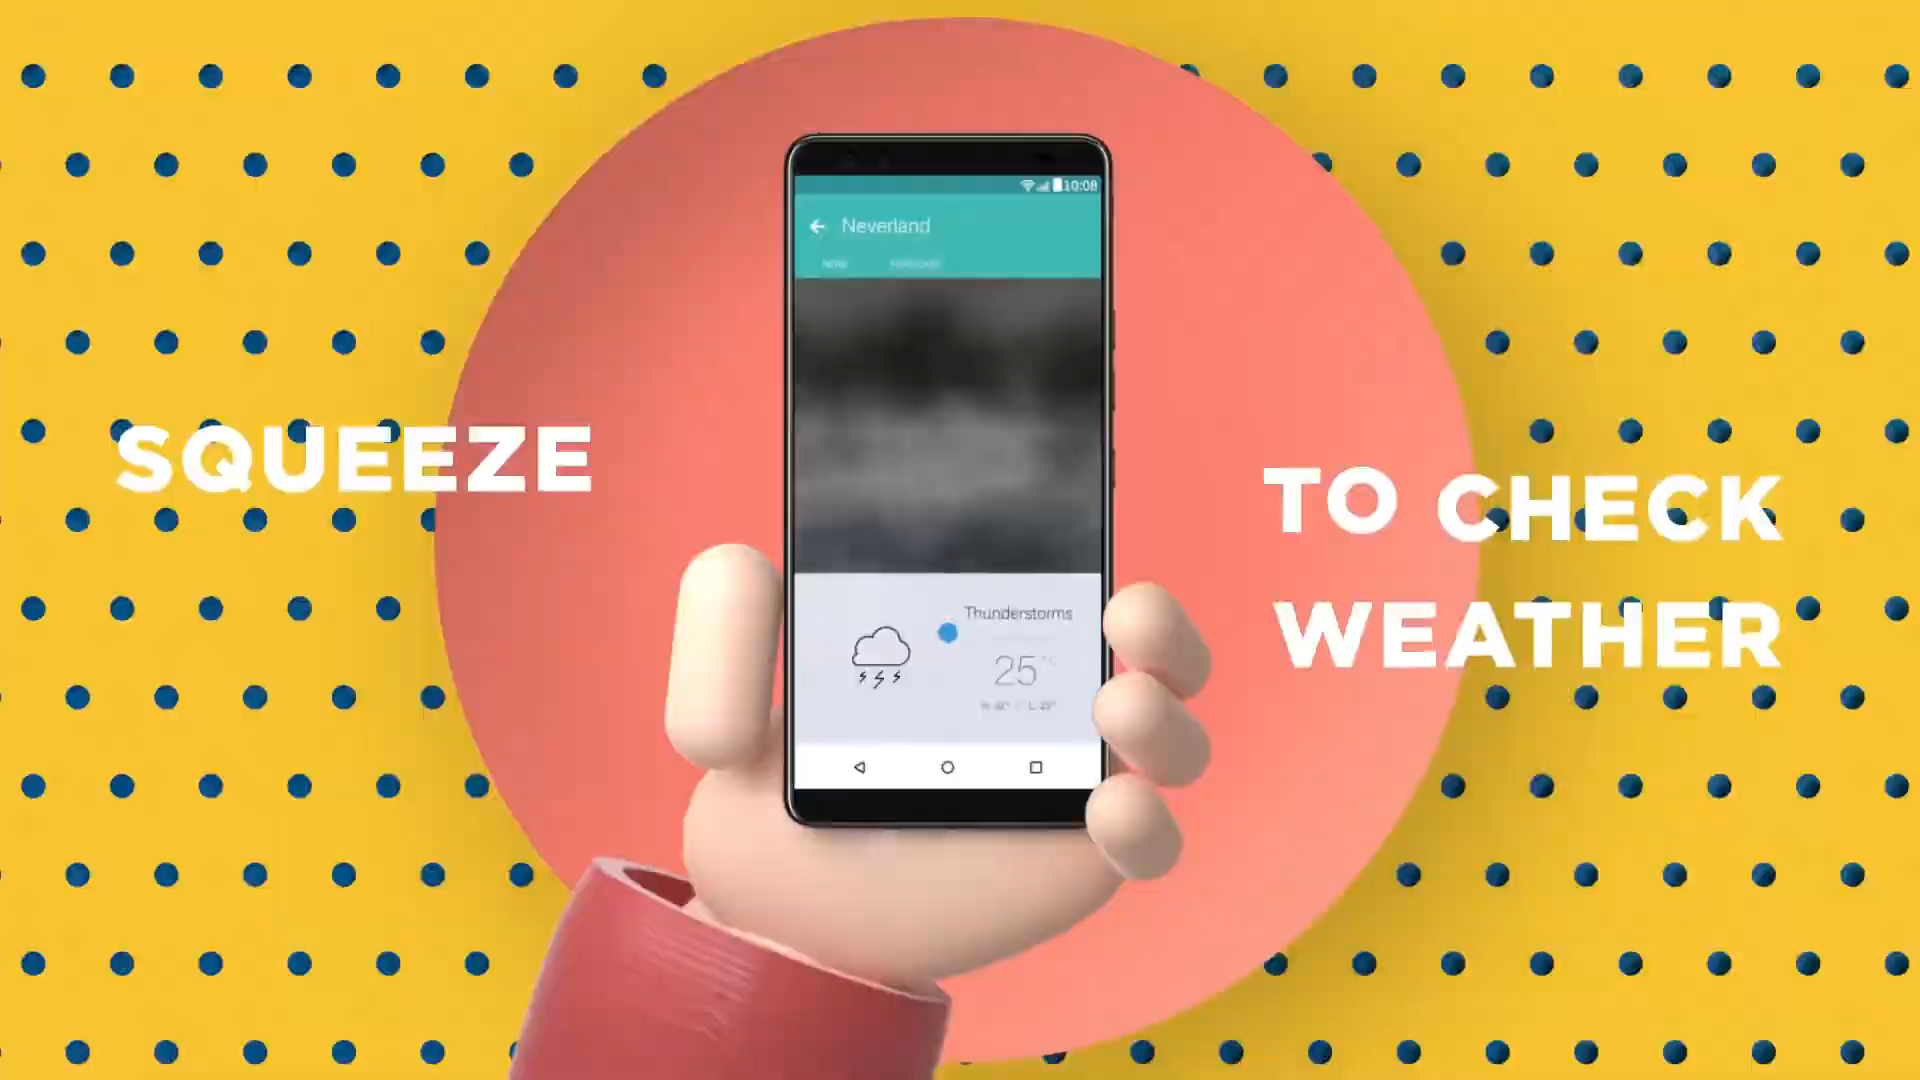 10:08
Neverland
SQUEEZE
TO CHECK
WEATHER
Thunderstorms
25